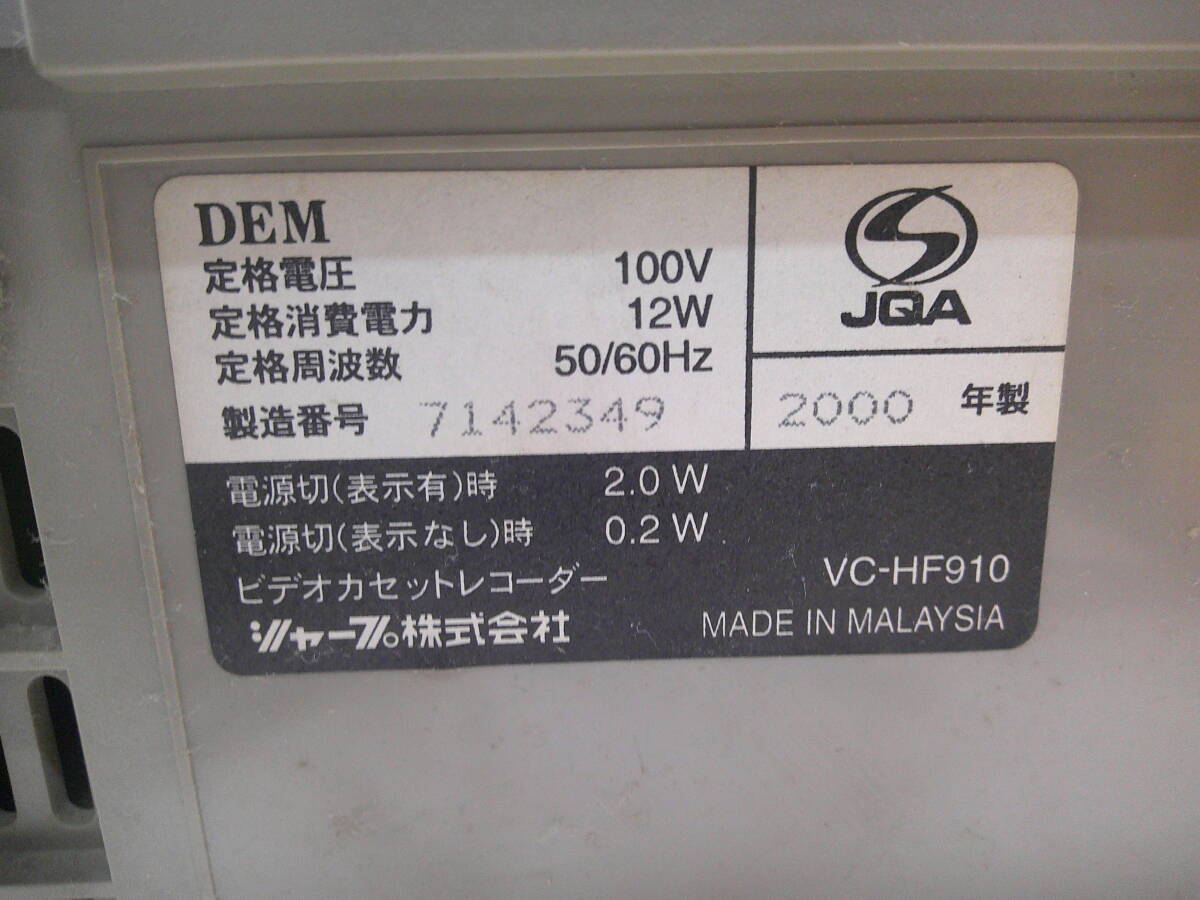 DEM
定格電圧 100V
定格消費電力 12W
定格周波数 50/60Hz
製造番号 7142349
JQA
2000 年製
電源切(表示有)時 2.0 W
電源切(表示なし)時 0.2 W
ビデオカセットレコーダー VC-HF910
シャープ株式会社 MADE IN MALAYSIA